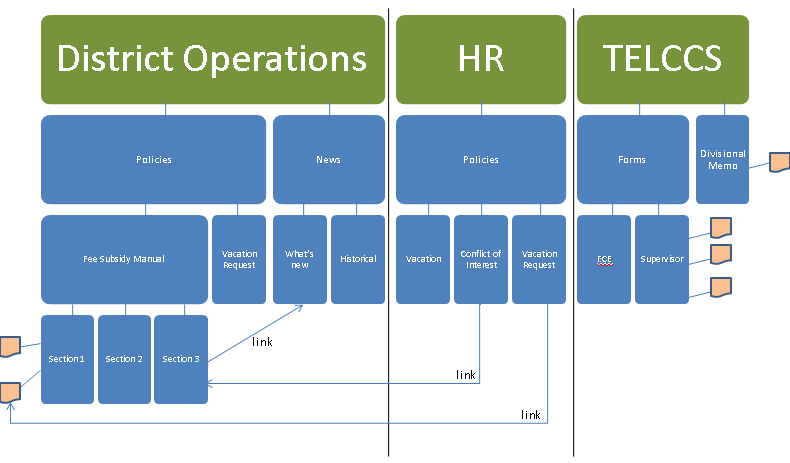 District Operations
HR
TELCCS
Policies
News
Policies
Forms
Divisional
Memo
Fee Subsidy Manual
Vacation
Request
What's
new
Historical
Vacation
Conflict of
Interest
Vacation
Request
ECE
Supervisor
link
Section1
Section 2
Section 3
link
link